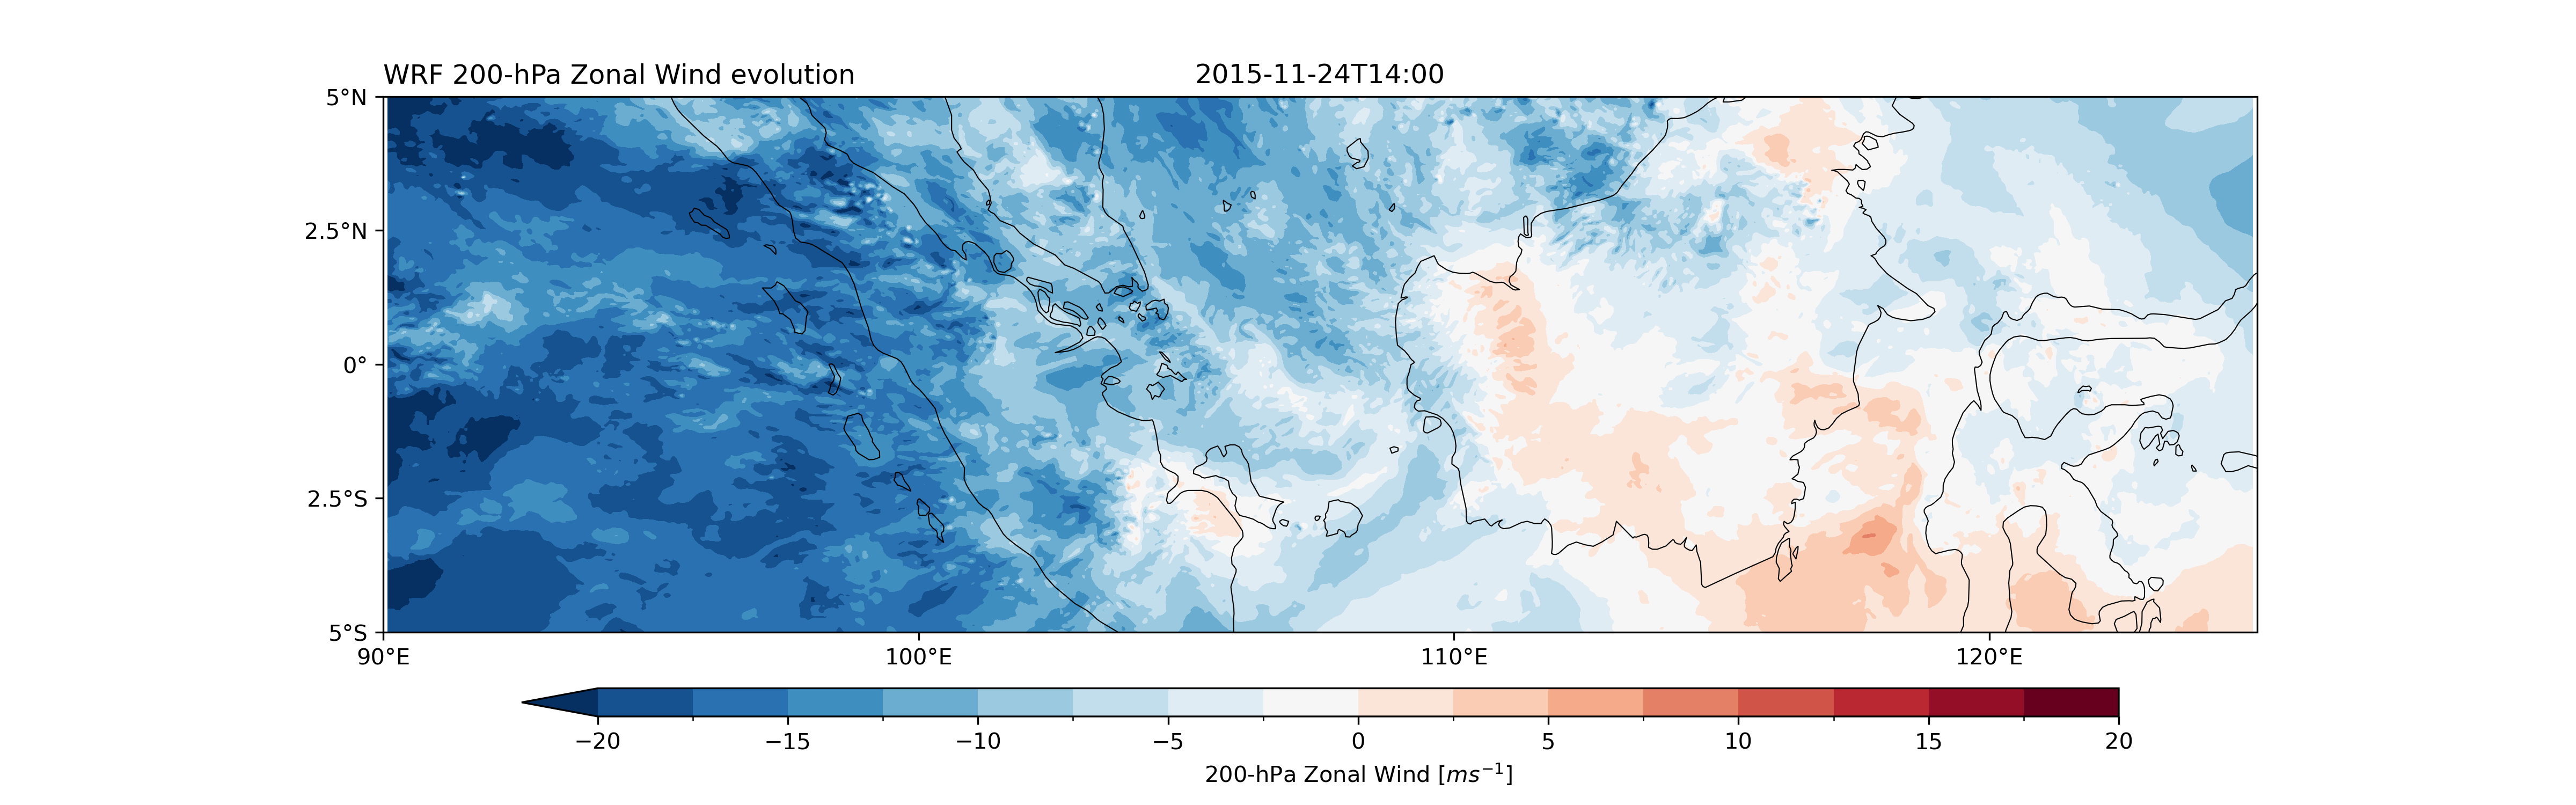 WRF 200-hPa Zonal Wind evolution
2015-11-24T14:00
5°N
2.5°N
0°
2.5°S
5°S
90°E 100°E 110°E 120°E
−20 −15 −10 −5 0 5 10 15 20
200-hPa Zonal Wind [ms⁻¹]